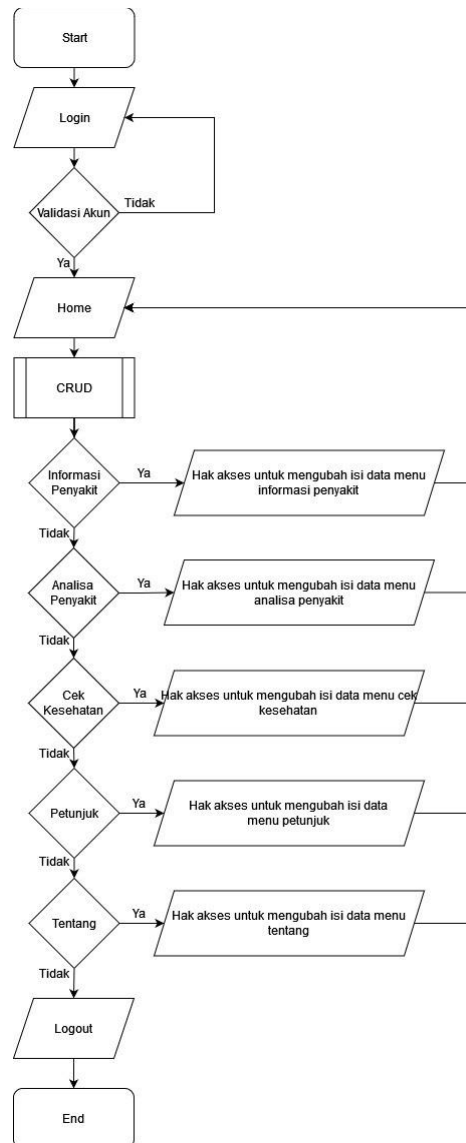 Start
Login
Validasi Akun
Tidak
Ya
Home
CRUD
Informasi
Penyakit
Ya
Hak akses untuk mengubah isi data menu
informasi penyakit
Tidak
Analisa
Penyakit
Ya
Hak akses untuk mengubah isi data menu
analisa penyakit
Tidak
Cek
Kesehatan
Ya
Hak akses untuk mengubah isi data menu cek
kesehatan
Tidak
Petunjuk
Ya
Hak akses untuk mengubah isi data
menu petunjuk
Tidak
Tentang
Ya
Hak akses untuk mengubah isi data menu
tentang
Tidak
Logout
End